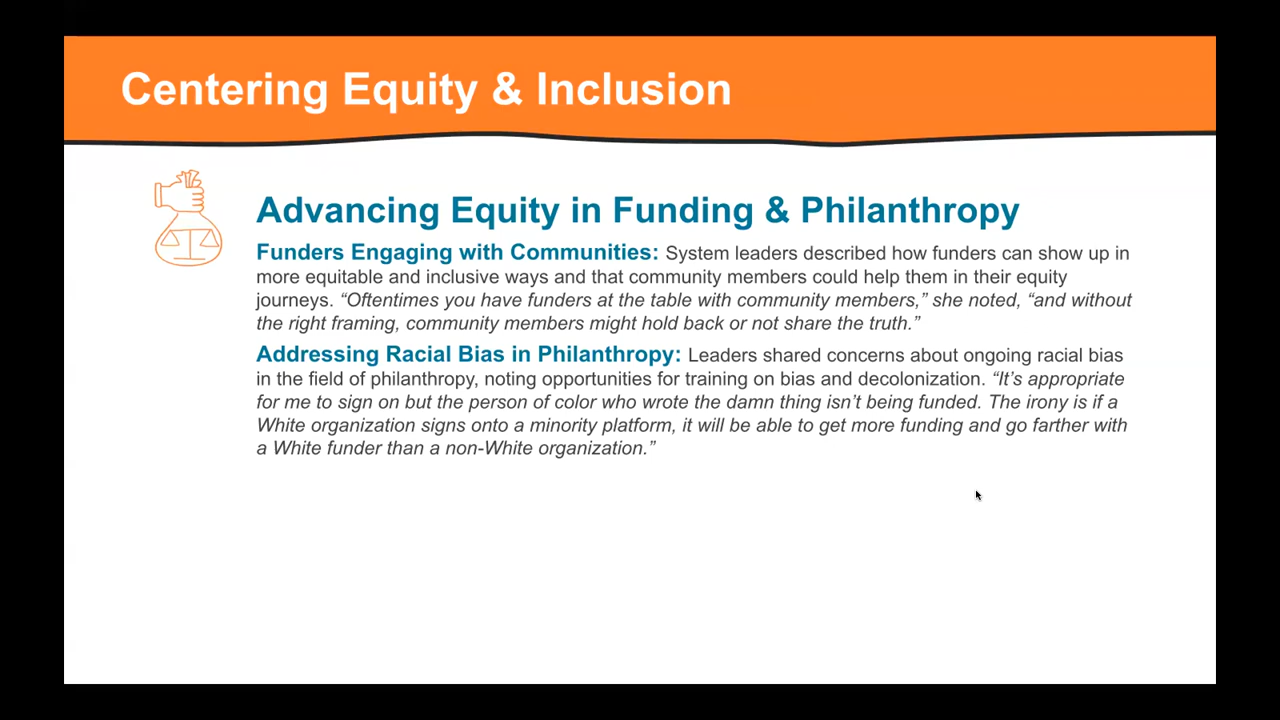 Centering Equity & Inclusion
Advancing Equity in Funding & Philanthropy
Funders Engaging with Communities: System leaders described how funders can show up in
more equitable and inclusive ways and that community members could help them in their equity
journeys. “Oftentimes you have funders at the table with community members,” she noted, “and without
the right framing, community members might hold back or not share the truth.”
Addressing Racial Bias in Philanthropy: Leaders shared concerns about ongoing racial bias
in the field of philanthropy, noting opportunities for training on bias and decolonization. “It’s appropriate
for me to sign on but the person of color who wrote the damn thing isn’t being funded. The irony is if a
White organization signs onto a minority platform, it will be able to get more funding and go farther with
a White funder than a non-White organization.”